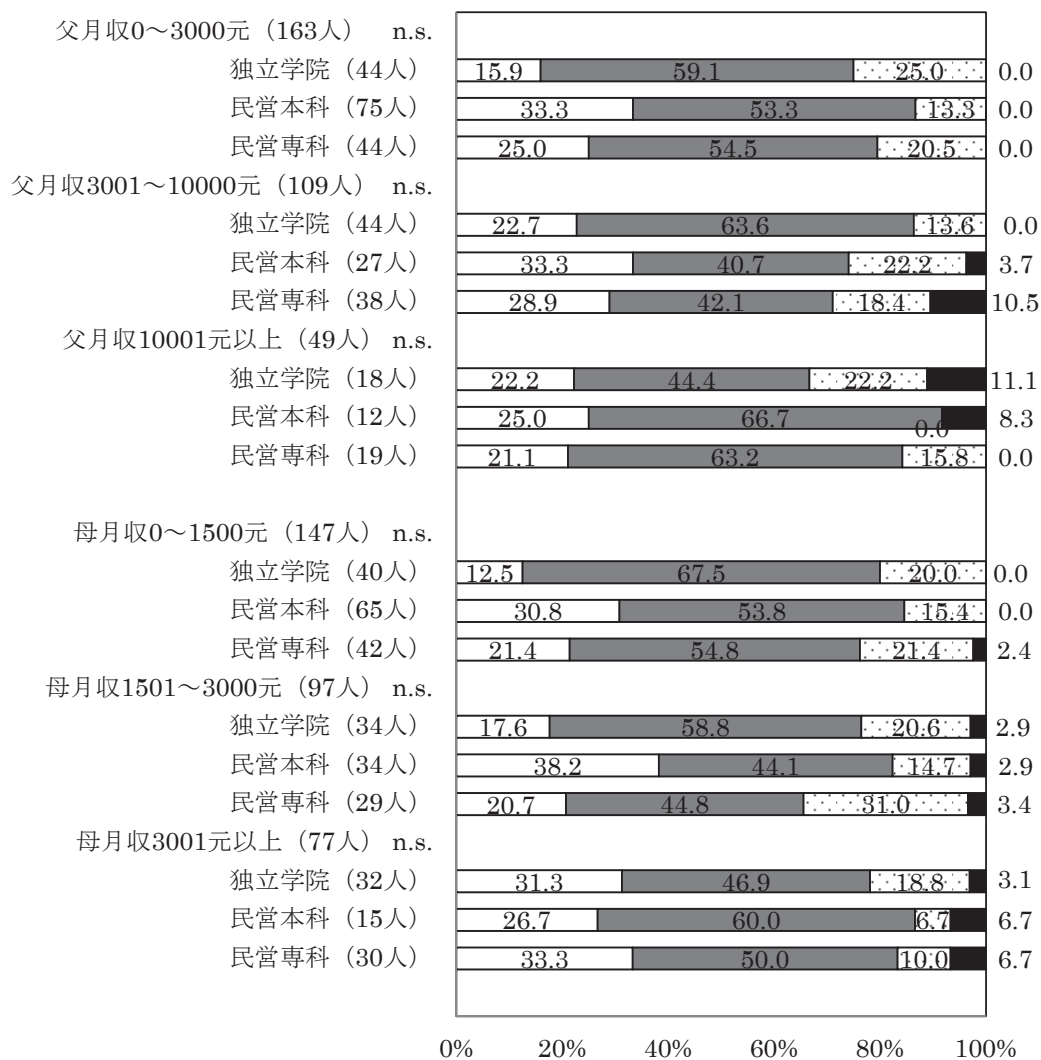 父月収0～3000元（163人） n.s.
独立学院（44人） 15.9 59.1 25.0 0.0
民営本科（75人） 33.3 53.3 13.3 0.0
民営専科（44人） 25.0 54.5 20.5 0.0
父月収3001～10000元（109人） n.s.
独立学院（44人） 22.7 63.6 13.6 0.0
民営本科（27人） 33.3 40.7 22.2 3.7
民営専科（38人） 28.9 42.1 18.4 10.5
父月収10001元以上（49人） n.s.
独立学院（18人） 22.2 44.4 22.2 11.1
民営本科（12人） 25.0 66.7 0.0 8.3
民営専科（19人） 21.1 63.2 15.8 0.0
母月収0～1500元（147人） n.s.
独立学院（40人） 12.5 67.5 20.0 0.0
民営本科（65人） 30.8 53.8 15.4 0.0
民営専科（42人） 21.4 54.8 21.4 2.4
母月収1501～3000元（97人） n.s.
独立学院（34人） 17.6 58.8 20.6 2.9
民営本科（34人） 38.2 44.1 14.7 2.9
民営専科（29人） 20.7 44.8 31.0 3.4
母月収3001元以上（77人） n.s.
独立学院（32人） 31.3 46.9 18.8 3.1
民営本科（15人） 26.7 60.0 6.7 6.7
民営専科（30人） 33.3 50.0 10.0 6.7
0% 20% 40% 60% 80% 100%